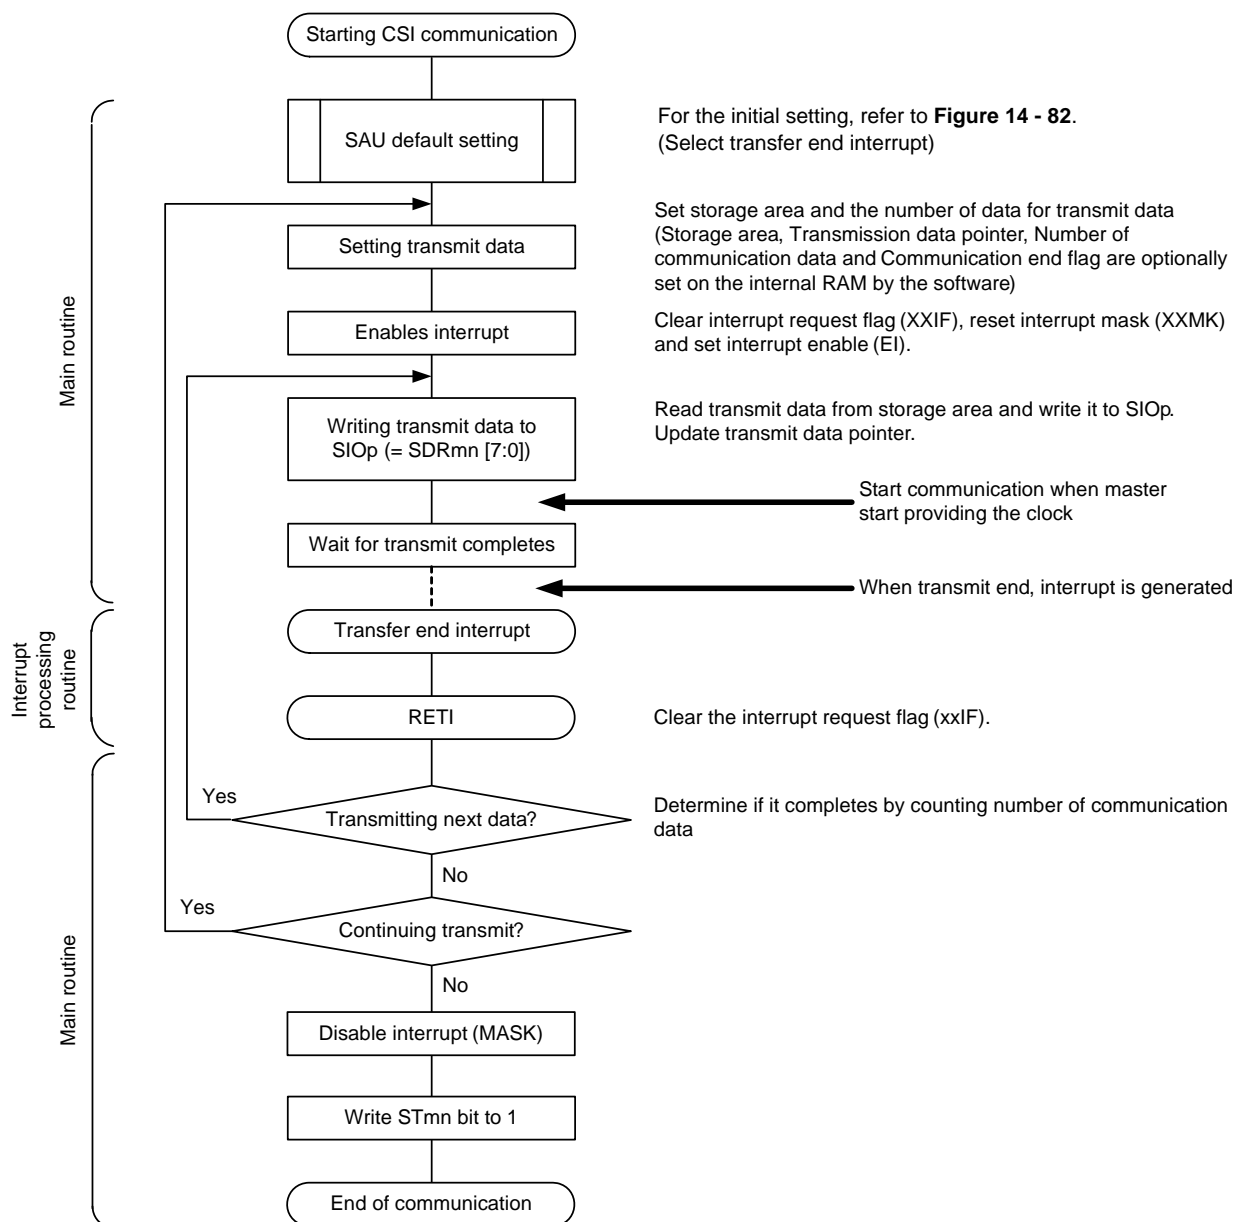 Starting CSI communication
SAU default setting
For the initial setting, refer to Figure 14 - 82.
(Select transfer end interrupt)
Setting transmit data
Set storage area and the number of data for transmit data
(Storage area, Transmission data pointer, Number of
communication data and Communication end flag are optionally
set on the internal RAM by the software)
Main routine
Enables interrupt
Clear interrupt request flag (XXIF), reset interrupt mask (XXMK)
and set interrupt enable (EI).
Writing transmit data to
SIOp (= SDRmn [7:0])
Read transmit data from storage area and write it to SIOp.
Update transmit data pointer.
Start communication when master
start providing the clock
Wait for transmit completes
When transmit end, interrupt is generated
Interrupt
processing
routine
Transfer end interrupt
RETI
Clear the interrupt request flag (xxIF).
Yes
Transmitting next data?
Determine if it completes by counting number of communication
data
No
Yes
Continuing transmit?
No
Main routine
Disable interrupt (MASK)
Write STmn bit to 1
End of communication